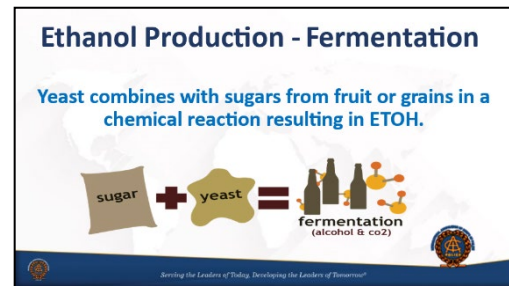 Ethanol Production - Fermentation
Yeast combines with sugars from fruit or grains in a
chemical reaction resulting in ETOH.
sugar
yeast
fermentation
(alcohol & co2)
Serving the Leaders of Today, Developing the Leaders of Tomorrow®